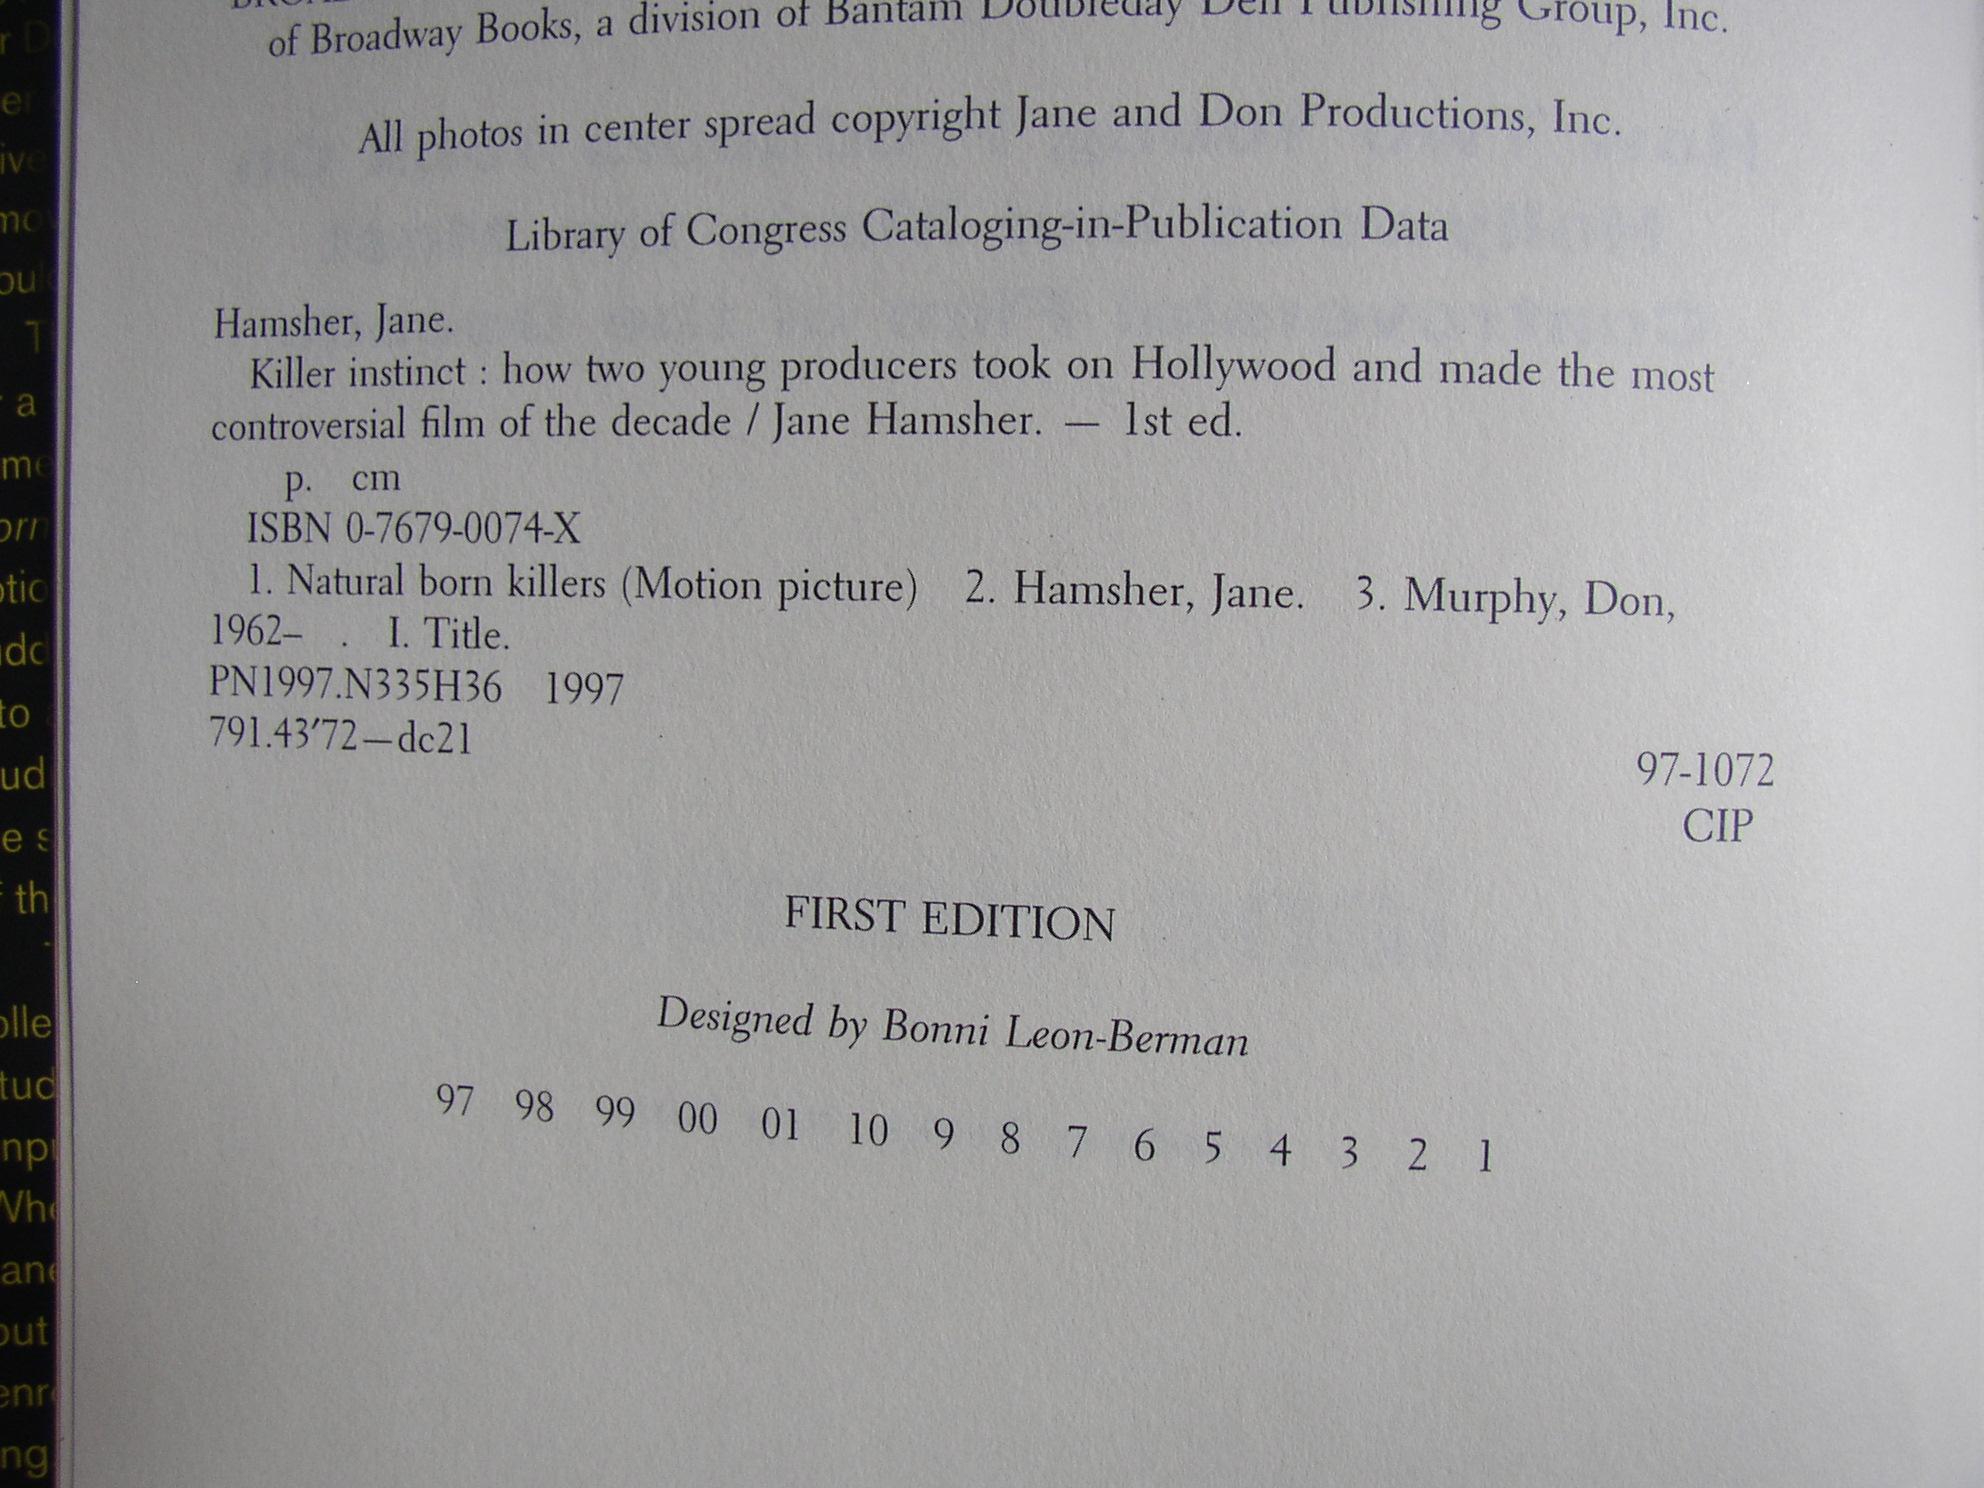 of Broadway Books, a division of Bantam Doubleday Dell Publishing Group, Inc.
All photos in center spread copyright Jane and Don Productions, Inc.
Library of Congress Cataloging-in-Publication Data
Hamsher, Jane.
Killer instinct : how two young producers took on Hollywood and made the most
controversial film of the decade / Jane Hamsher. — 1st ed.
p. cm
ISBN 0-7679-0074-X
1. Natural born killers (Motion picture) 2. Hamsher, Jane. 3. Murphy, Don,
1962– . I. Title.
PN1997.N335H36 1997
791.43'72—dc21
97-1072
CIP
FIRST EDITION
Designed by Bonni Leon-Berman
97 98 99 00 01 10 9 8 7 6 5 4 3 2 1